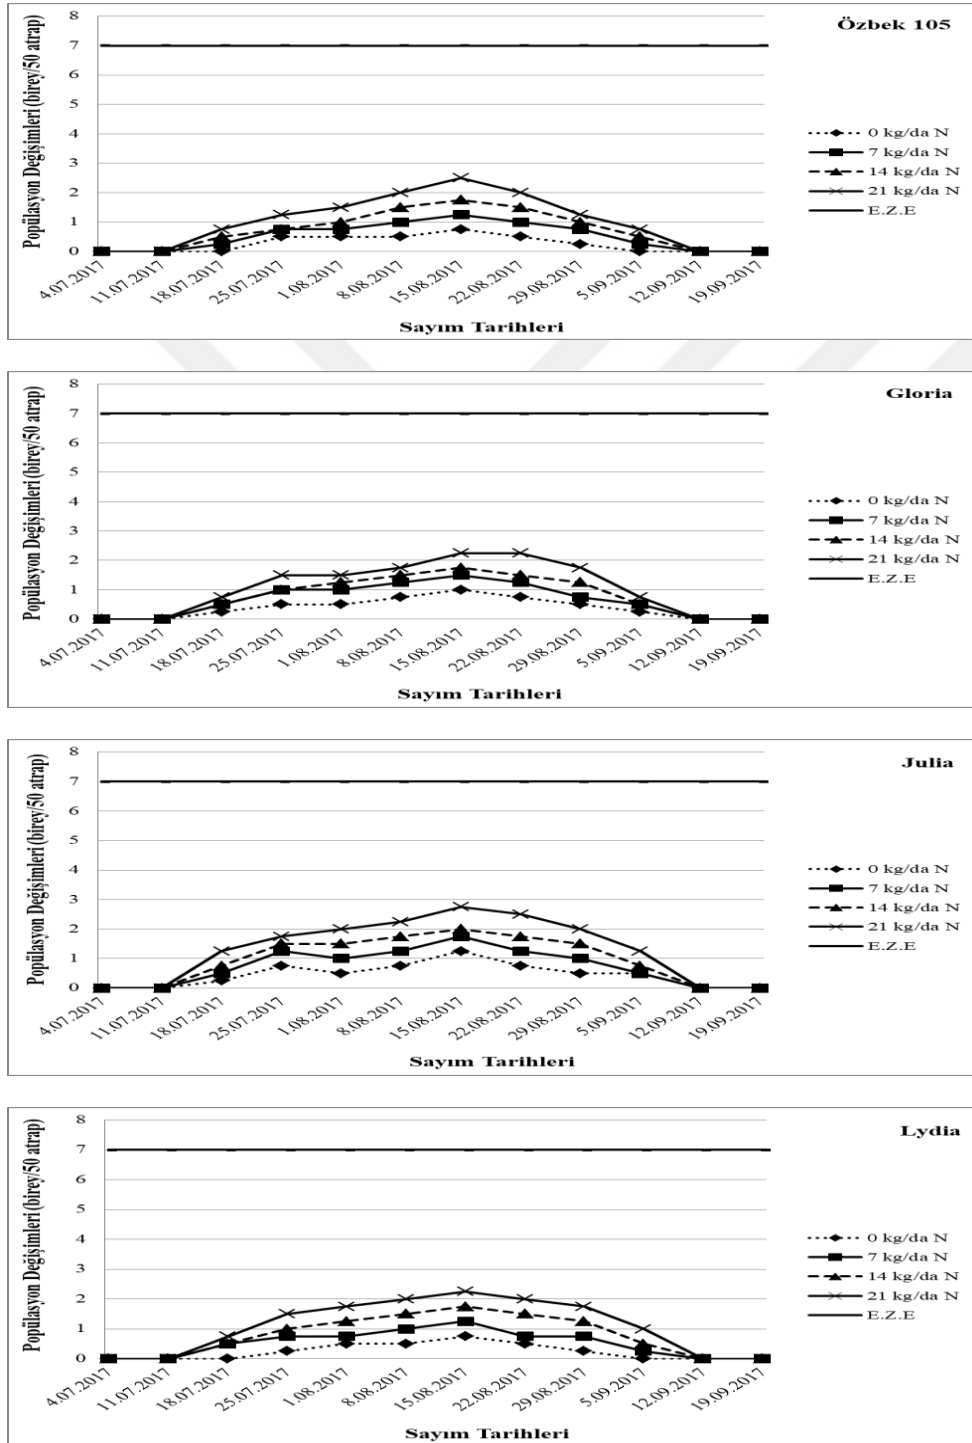 Özbek 105
Popülasyon Değişimleri (birey/50 atrap)
8
7
6
5
4
3
2
1
0
4.07.2017
11.07.2017
18.07.2017
25.07.2017
1.08.2017
8.08.2017
15.08.2017
22.08.2017
29.08.2017
5.09.2017
12.09.2017
19.09.2017
Sayım Tarihleri
0 kg/da N
7 kg/da N
14 kg/da N
21 kg/da N
E.Z.E
Gloria
Popülasyon Değişimleri (birey/50 atrap)
8
7
6
5
4
3
2
1
0
4.07.2017
11.07.2017
18.07.2017
25.07.2017
1.08.2017
8.08.2017
15.08.2017
22.08.2017
29.08.2017
5.09.2017
12.09.2017
19.09.2017
Sayım Tarihleri
0 kg/da N
7 kg/da N
14 kg/da N
21 kg/da N
E.Z.E
Julia
Popülasyon Değişimleri (birey/50 atrap)
8
7
6
5
4
3
2
1
0
4.07.2017
11.07.2017
18.07.2017
25.07.2017
1.08.2017
8.08.2017
15.08.2017
22.08.2017
29.08.2017
5.09.2017
12.09.2017
19.09.2017
Sayım Tarihleri
0 kg/da N
7 kg/da N
14 kg/da N
21 kg/da N
E.Z.E
Lydia
Popülasyon Değişimleri (birey/50 atrap)
8
7
6
5
4
3
2
1
0
4.07.2017
11.07.2017
18.07.2017
25.07.2017
1.08.2017
8.08.2017
15.08.2017
22.08.2017
29.08.2017
5.09.2017
12.09.2017
19.09.2017
Sayım Tarihleri
0 kg/da N
7 kg/da N
14 kg/da N
21 kg/da N
E.Z.E